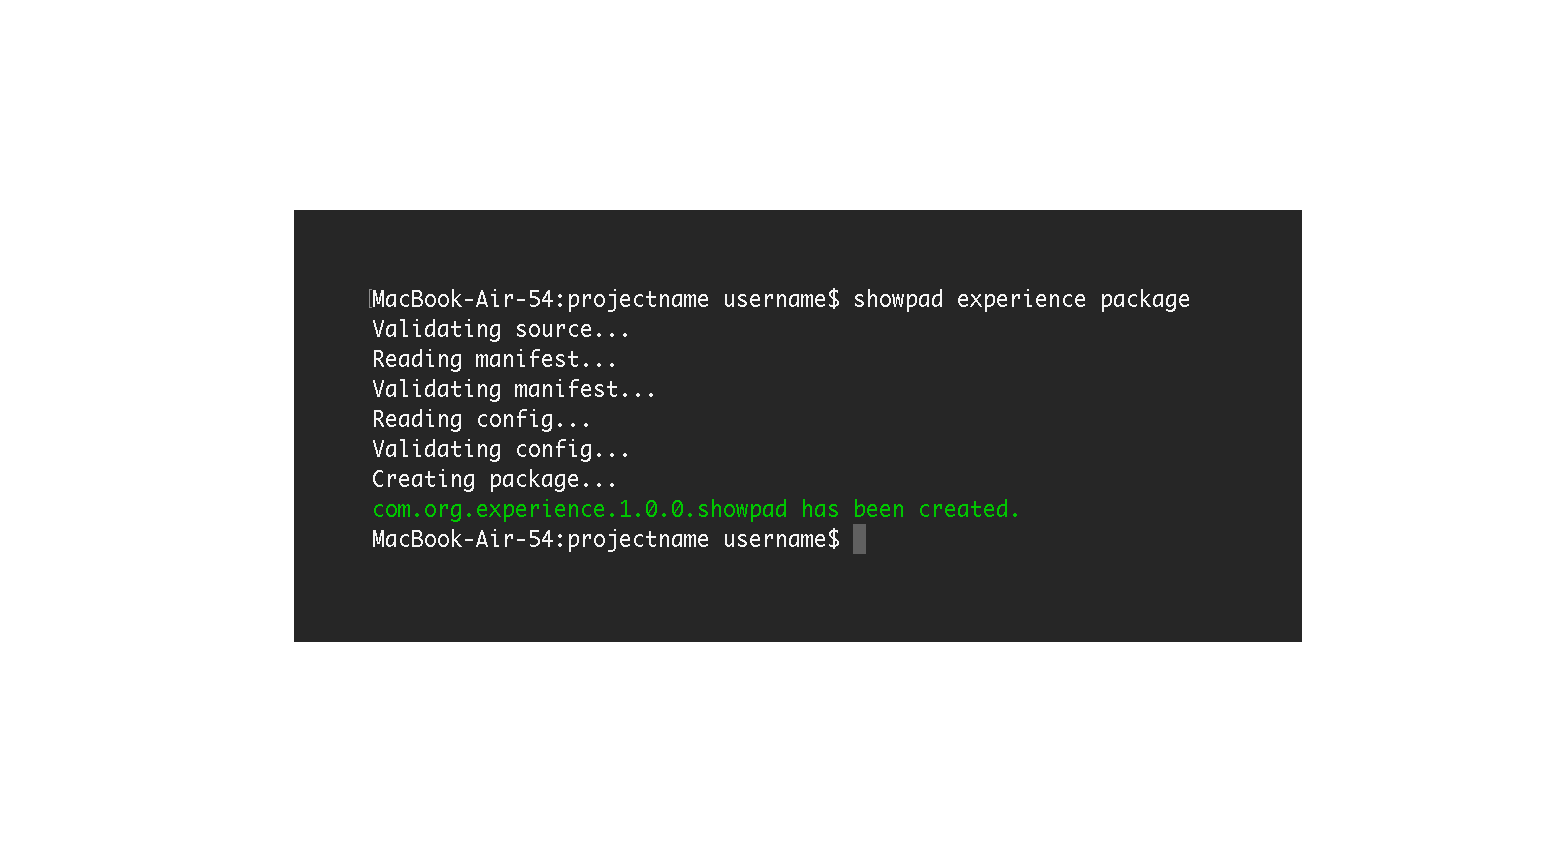 MacBook-Air-54:projectname username$ showpad experience package
Validating source...
Reading manifest...
Validating manifest...
Reading config...
Validating config...
Creating package...
com.org.experience.1.0.0.showpad has been created.
MacBook-Air-54:projectname username$